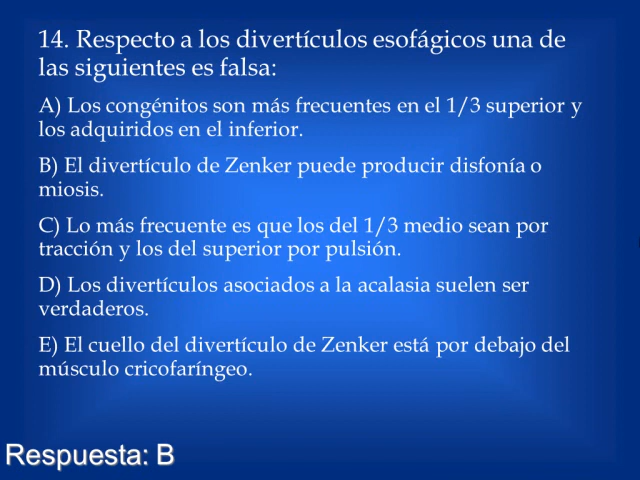 14. Respecto a los divertículos esofágicos una de
las siguientes es falsa:
A) Los congénitos son más frecuentes en el 1/3 superior y
los adquiridos en el inferior.
B) El divertículo de Zenker puede producir disfonía o
miosis.
C) Lo más frecuente es que los del 1/3 medio sean por
tracción y los del superior por pulsión.
D) Los divertículos asociados a la acalasia suelen ser
verdaderos.
E) El cuello del divertículo de Zenker está por debajo del
músculo cricofaríngeo.
Respuesta: B